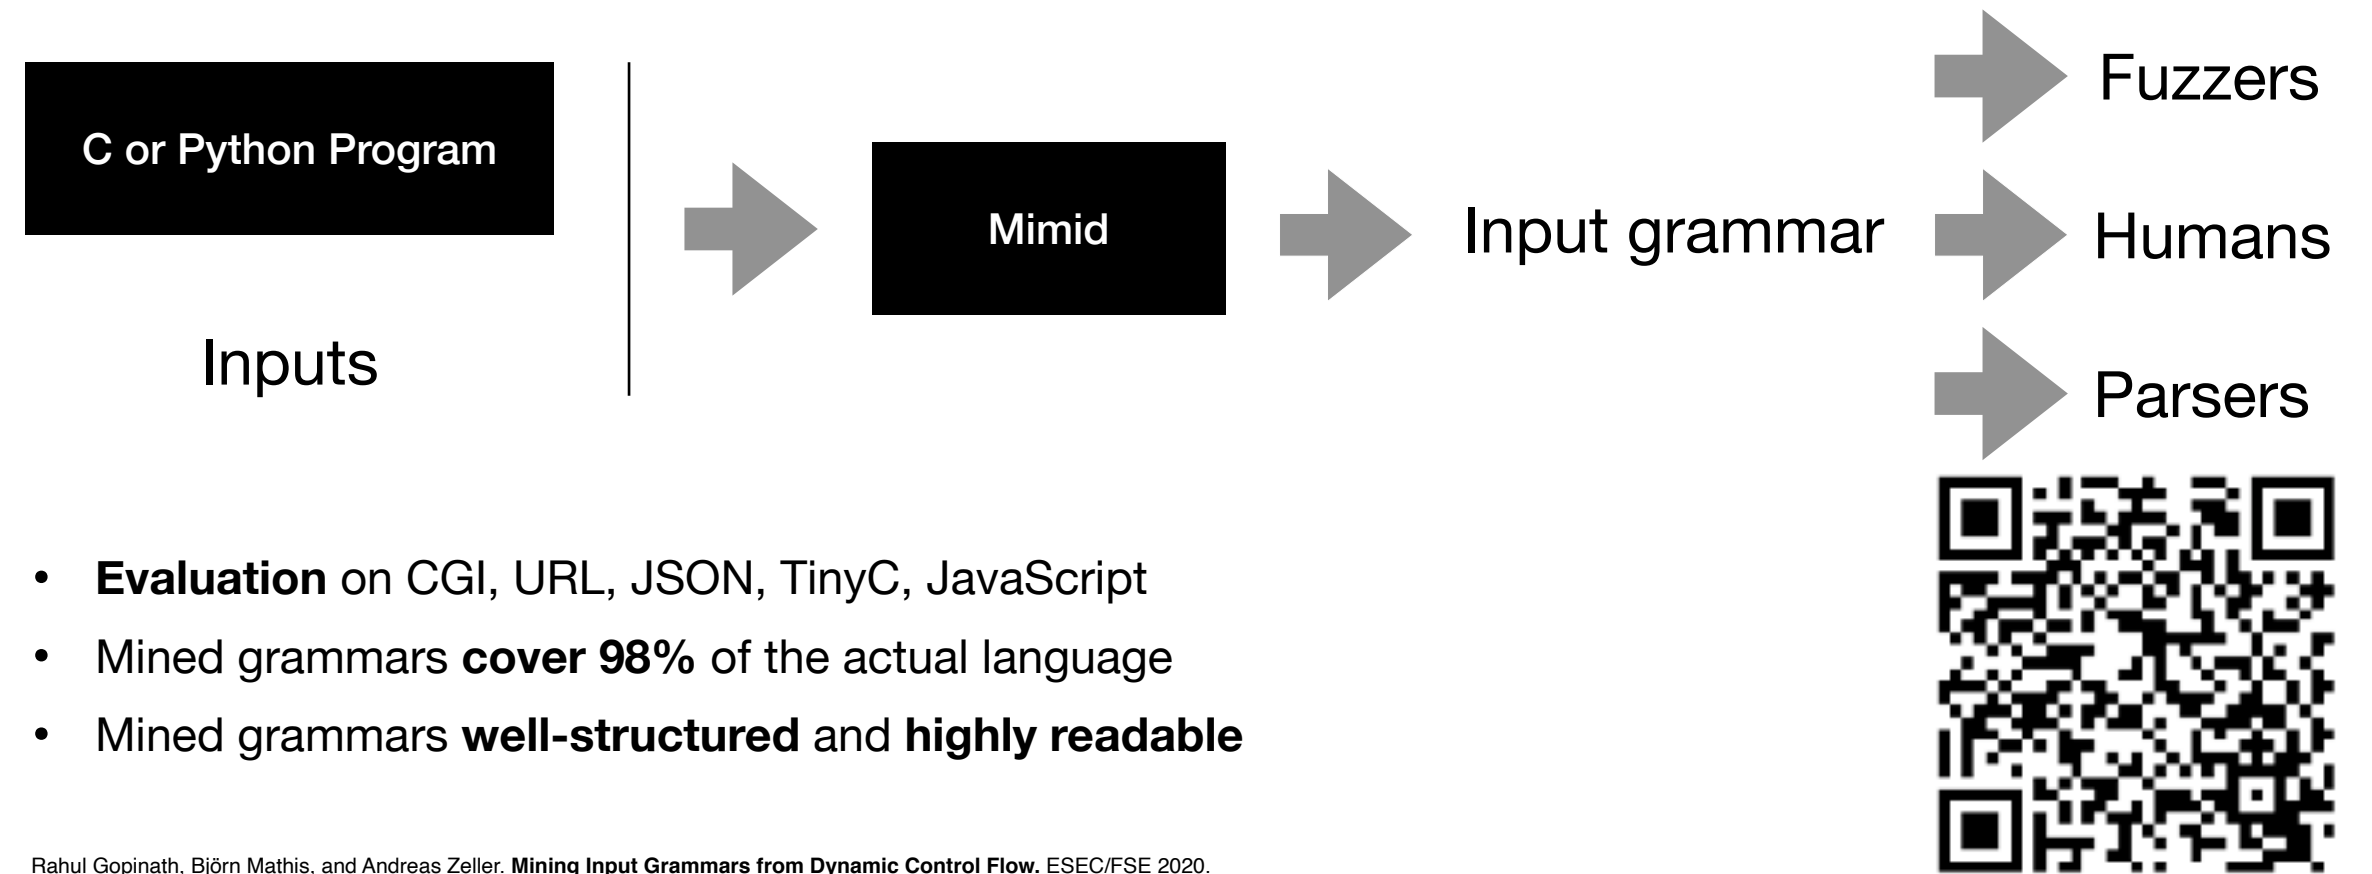 C or Python Program
Inputs
Mimid
Input grammar
Fuzzers
Humans
Parsers
• Evaluation on CGI, URL, JSON, TinyC, JavaScript
• Mined grammars cover 98% of the actual language
• Mined grammars well-structured and highly readable
Rahul Gopinath, Björn Mathis, and Andreas Zeller. Mining Input Grammars from Dynamic Control Flow. ESEC/FSE 2020.